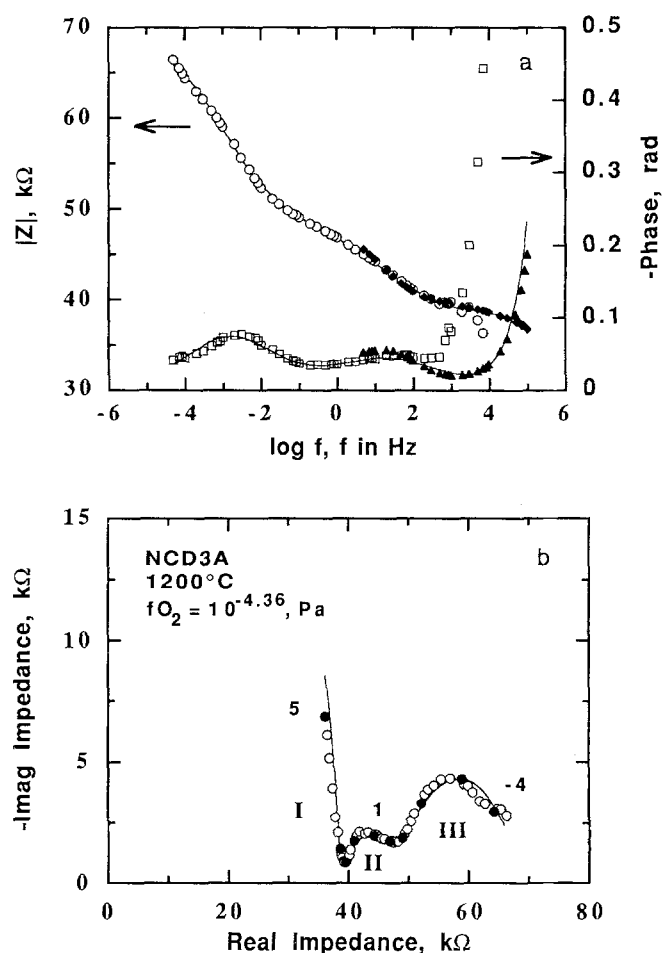 a
70
60
50
40
30
|Z|, kΩ
0.5
0.4
0.3
0.2
0.1
0
-Phase, rad
-6 -4 -2 0 2 4 6
log f, f in Hz
b
15
10
5
0
-Imag Impedance, kΩ
NCD3A
1200°C
fO2 = 10^-4.36, Pa
5
1
-4
I
II
III
0 20 40 60 80
Real Impedance, kΩ